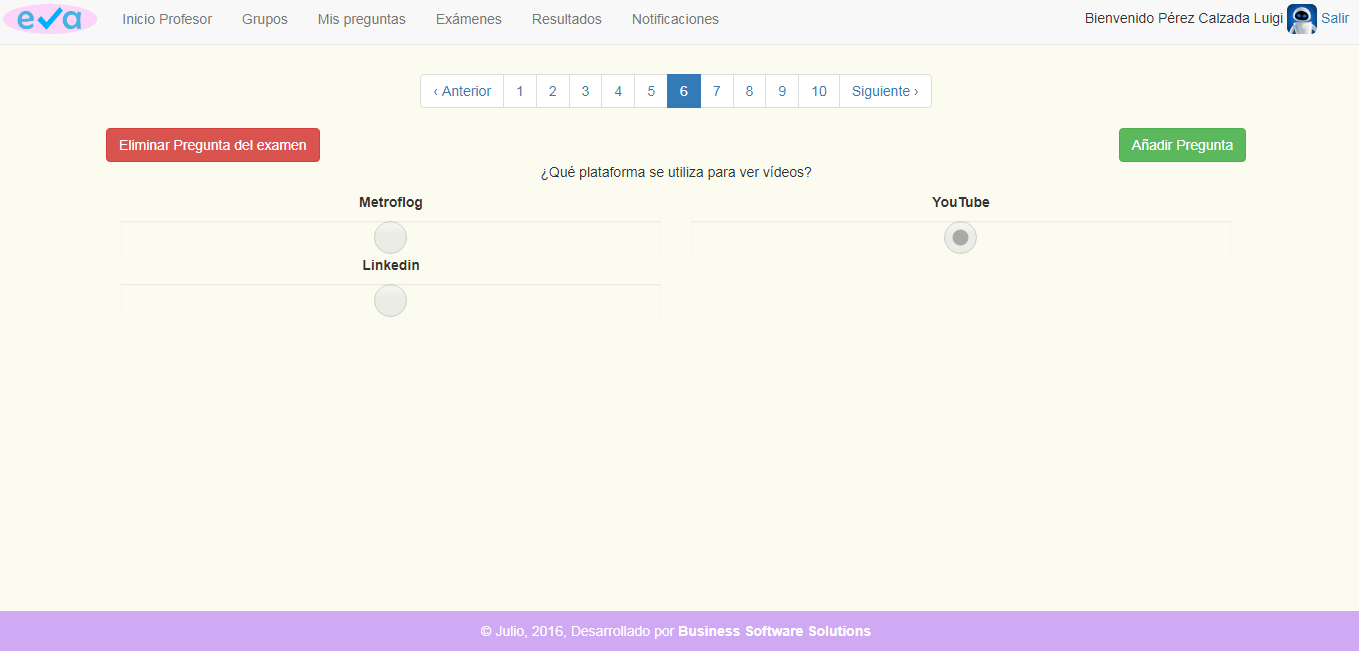 eva Inicio Profesor Grupos Mis preguntas Exámenes Resultados Notificaciones Bienvenido Pérez Calzada Luigi Salir
‹ Anterior 1 2 3 4 5 6 7 8 9 10 Siguiente ›
Eliminar Pregunta del examen Añadir Pregunta
¿Qué plataforma se utiliza para ver vídeos?
Metroflog YouTube
Linkedin
© Julio, 2016, Desarrollado por Business Software Solutions